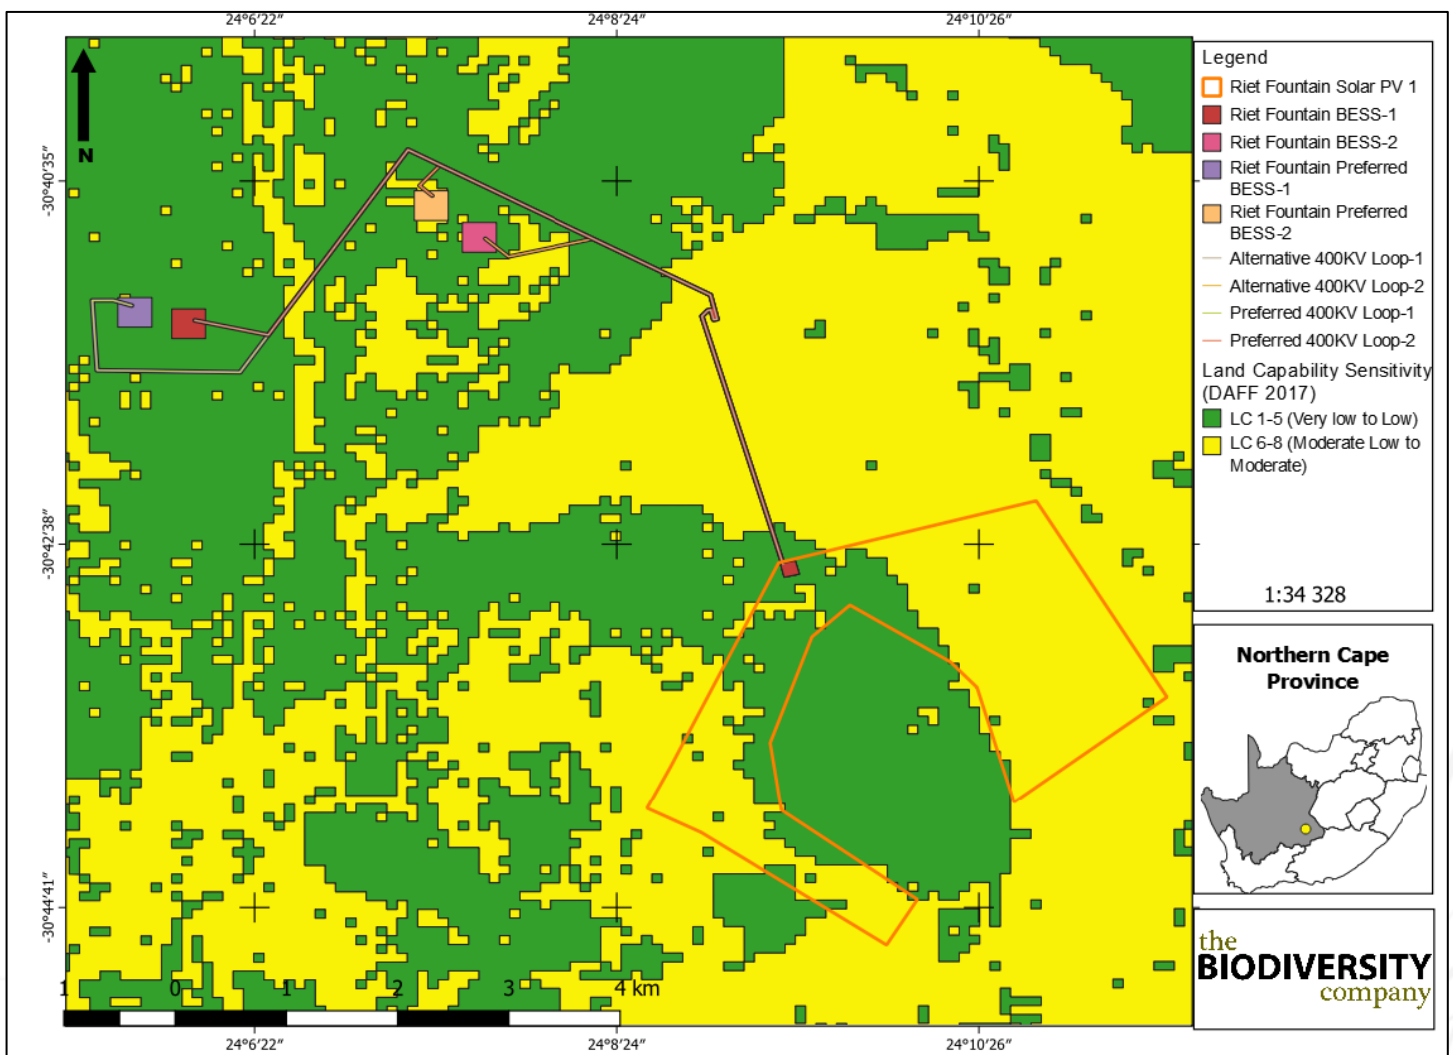 24°6'22"
24°8'24"
24°10'26"
-30°40'35"
-30°42'38"
-30°44'41"
N
1 0 1 2 3 4 km
24°6'22"
24°8'24"
24°10'26"
Legend
Riet Fountain Solar PV 1
Riet Fountain BESS-1
Riet Fountain BESS-2
Riet Fountain Preferred
BESS-1
Riet Fountain Preferred
BESS-2
Alternative 400KV Loop-1
Alternative 400KV Loop-2
Preferred 400KV Loop-1
Preferred 400KV Loop-2
Land Capability Sensitivity
(DAFF 2017)
LC 1-5 (Very low to Low)
LC 6-8 (Moderate Low to
Moderate)
1:34 328
Northern Cape
Province
the
BIODIVERSITY
company